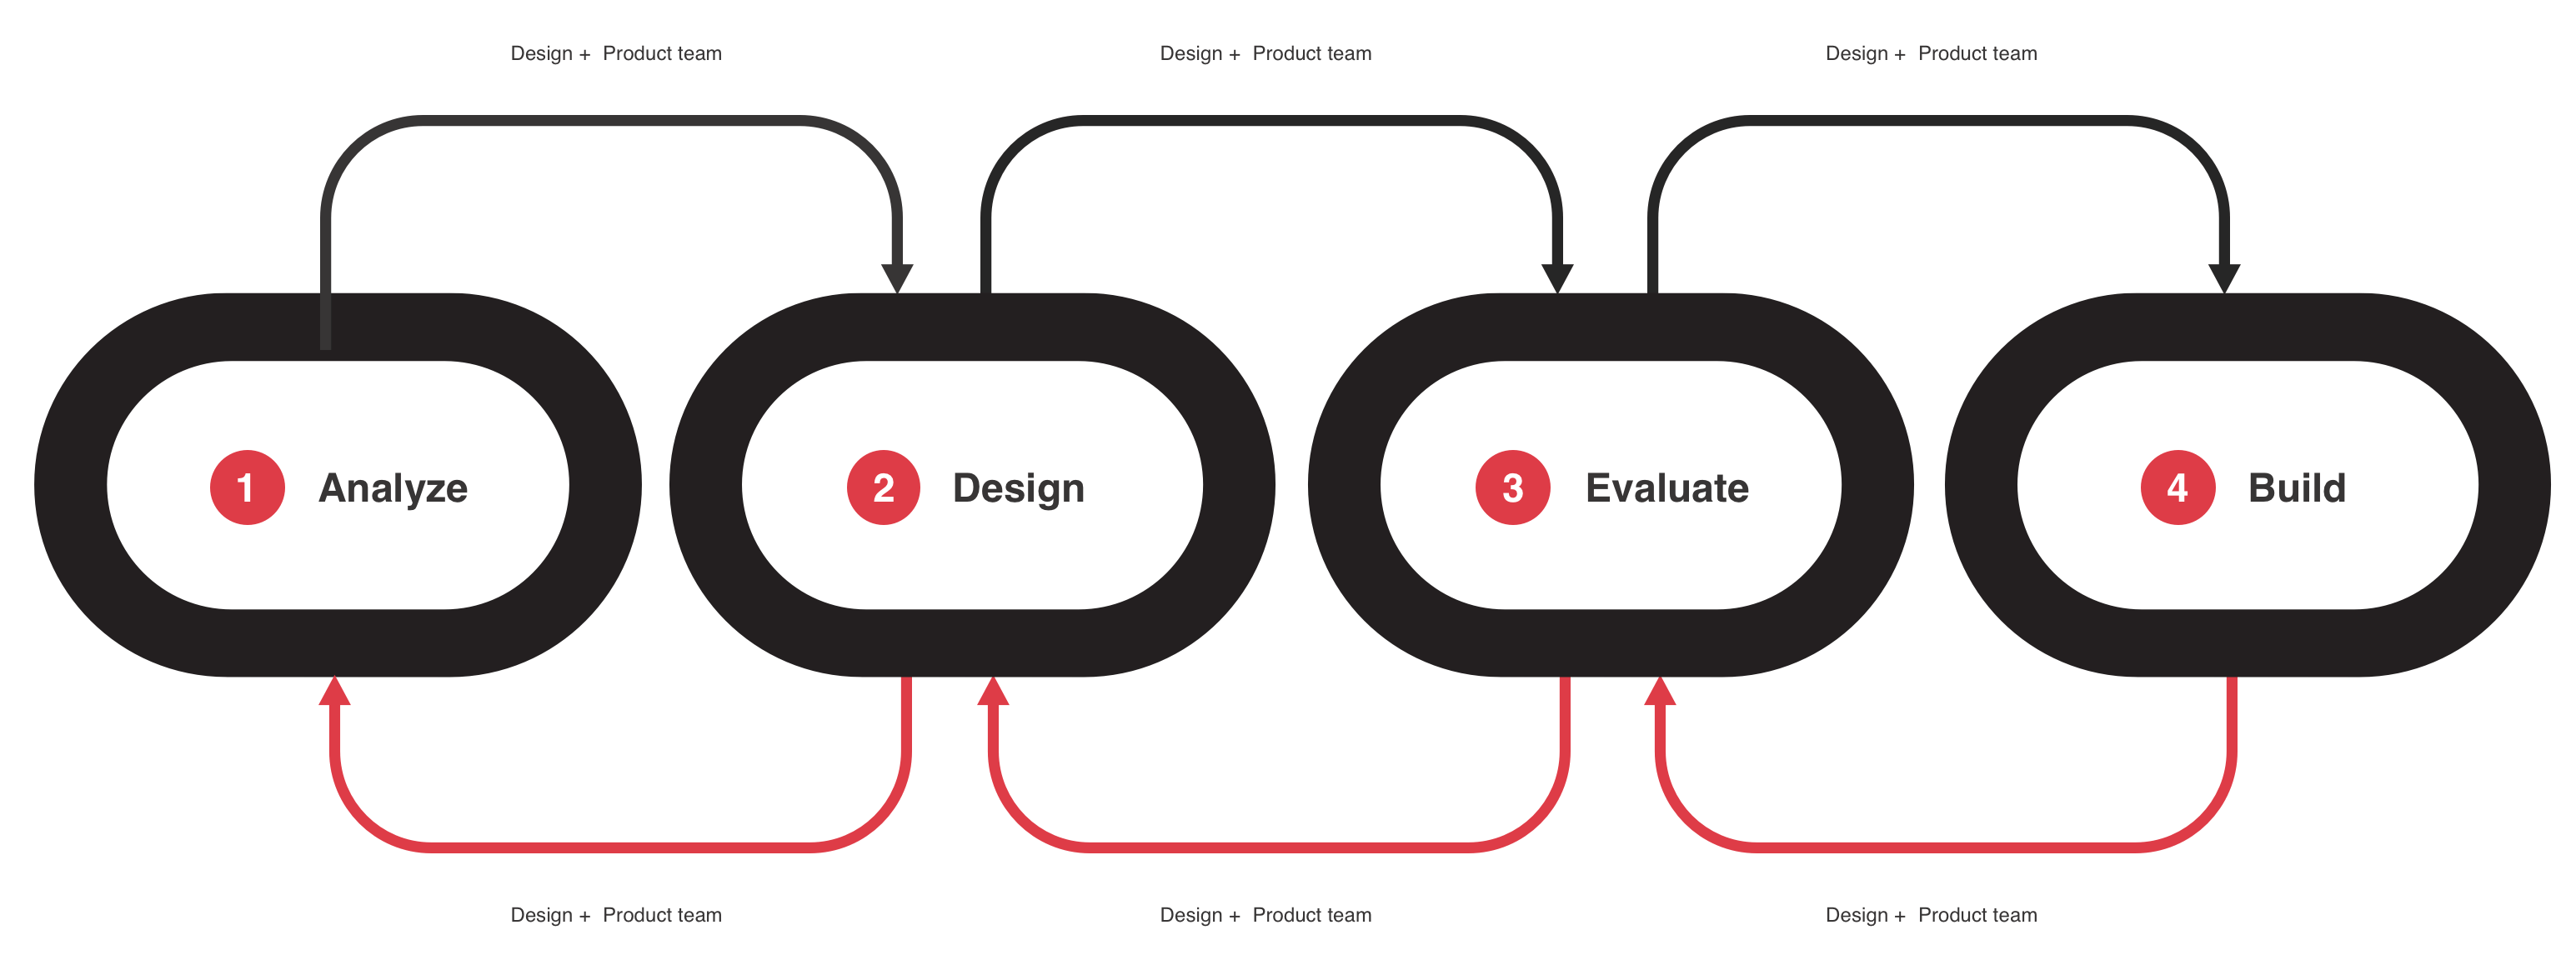 Design + Product team
Design + Product team
Design + Product team
1 Analyze
2 Design
3 Evaluate
4 Build
Design + Product team
Design + Product team
Design + Product team